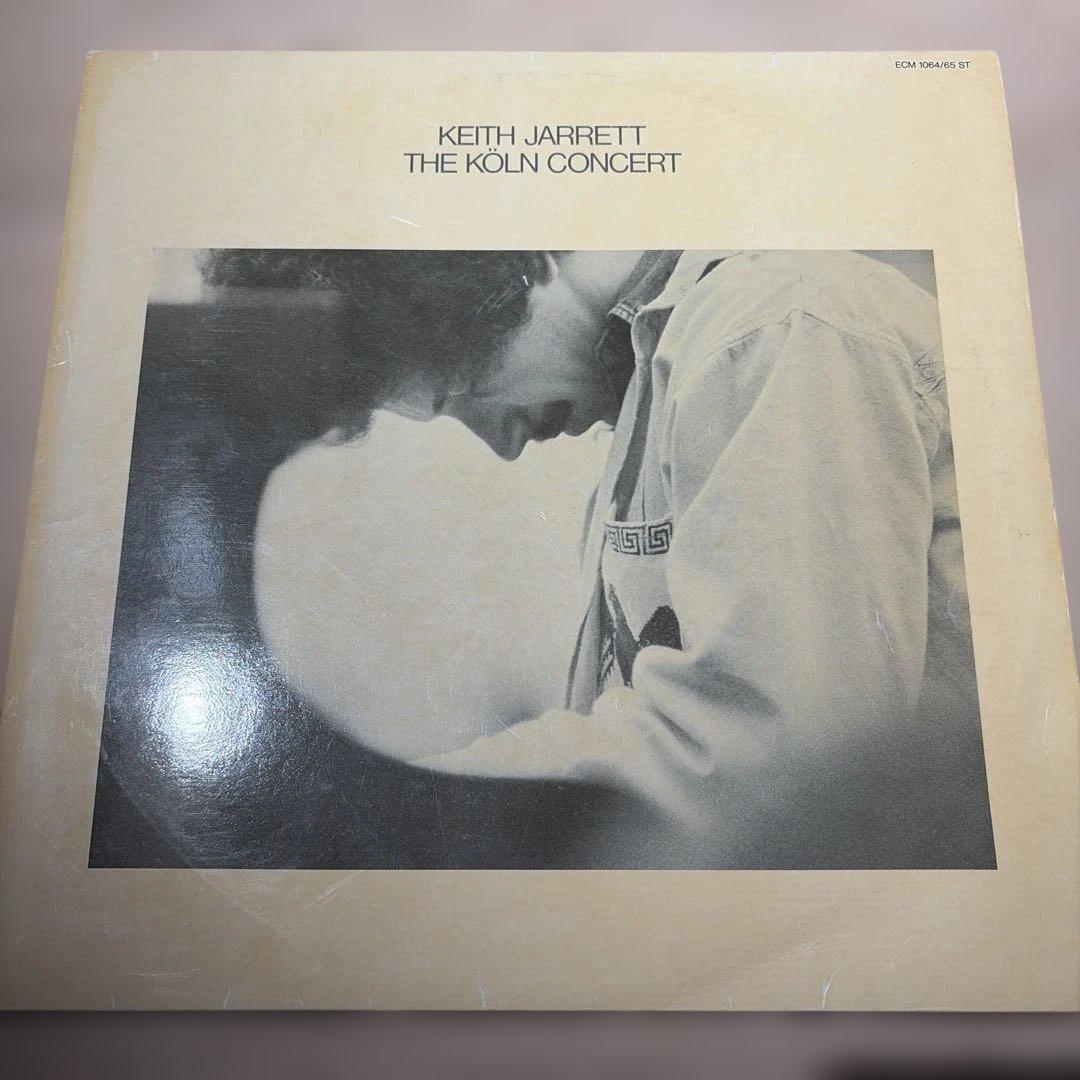 ECM 1064/65 ST
KEITH JARRETT
THE KÖLN CONCERT